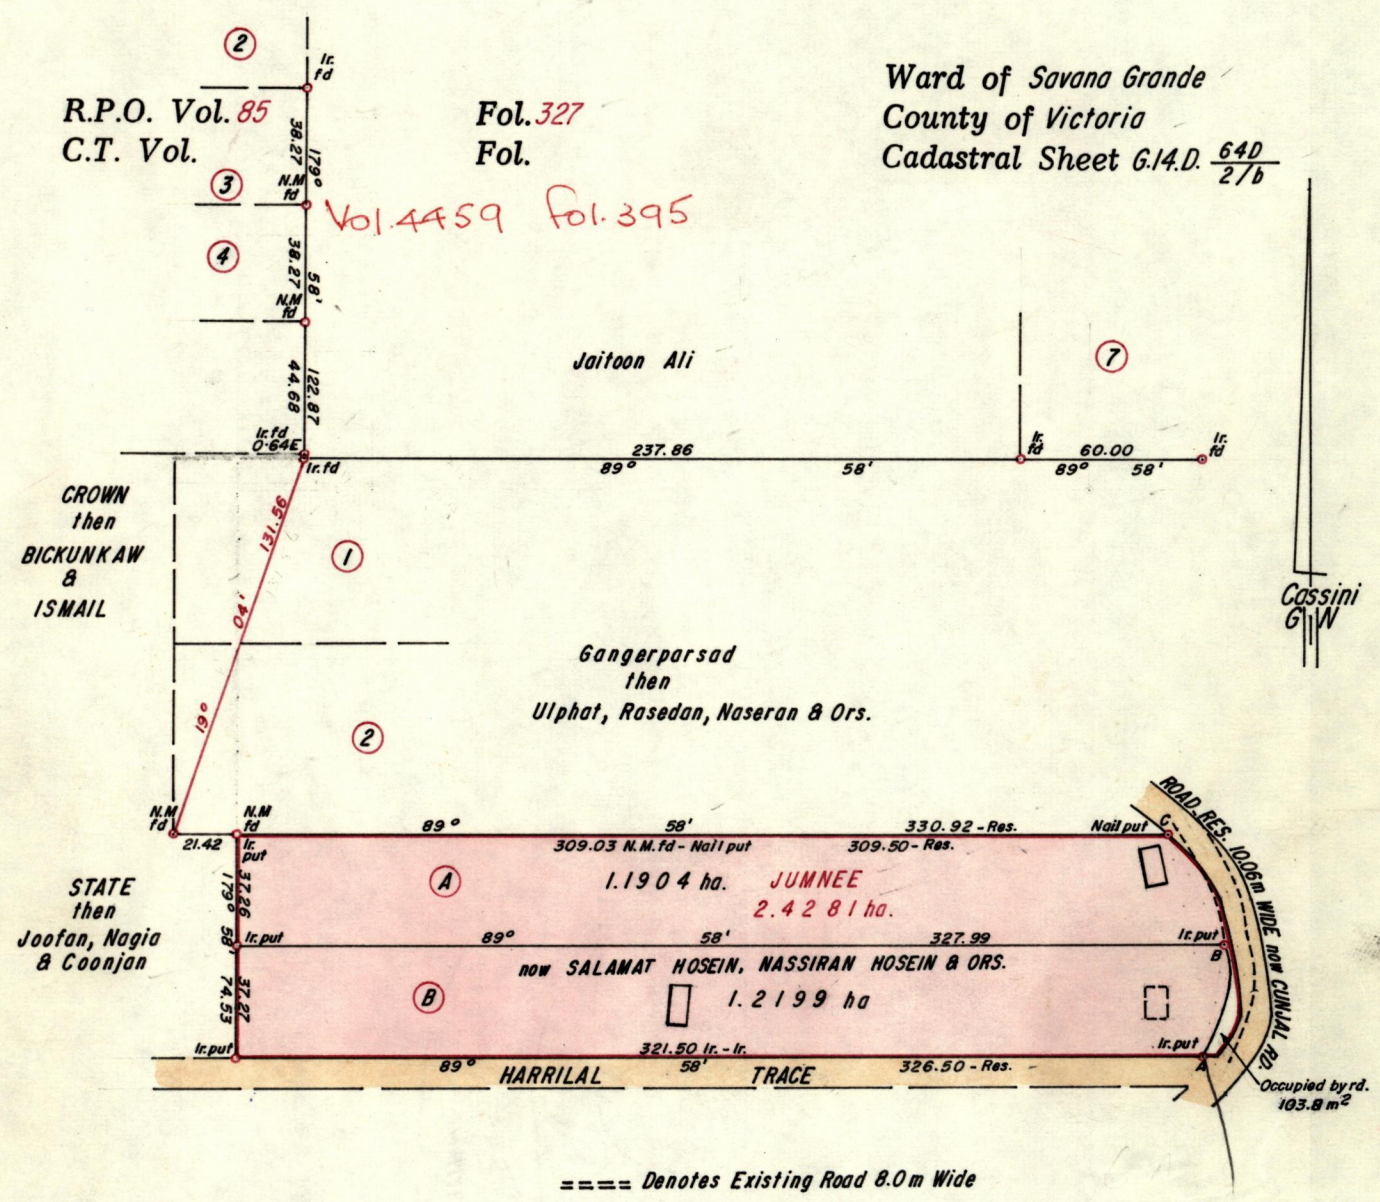 2
Ir.
fd
R.P.O. Vol. 85
Fol. 327
Ward of Savana Grande
C.T. Vol.
Fol.
County of Victoria
Cadastral Sheet G.14.D. 64D
2/b
38.27
179°
3
N.M
fd
Vol. 4459 Fol. 395
4
38.27
58'
N.M
fd
44.68
122.87
Jaitoon Ali
7
Ir.fd
0·64E
Ir.fd
237.86
89° 58'
Ir.
fd
60.00
89° 58'
Ir.
fd
CROWN
then
BICKUNKAW
&
ISMAIL
131.56
04'
19°
1
Cassini
G N
Gangerparsad
then
Ulphat, Rasedan, Naseran & Ors.
2
N.M
fd
N.M
fd
21.42
Ir.
put
89° 58' 330.92 - Res.
Nail put
C
309.03 N.M.fd - Nail put
309.50 - Res.
ROAD RES. 10.06m WIDE now CUNJAL RD.
STATE
then
Joofan, Nagia
& Coonjan
37.26
179°
58'
A
1.1904 ha.
JUMNEE
2.4281 ha.
Ir.put
89° 58' 327.99
Ir.put
B
now SALAMAT HOSEIN, NASSIRAN HOSEIN & ORS.
37.27
74.53
B
1.2199 ha
Ir.put
321.50 Ir. - Ir.
Ir.put
A
89° 58' 326.50 - Res.
HARRILAL TRACE
Occupied by rd.
103.8 m²
==== Denotes Existing Road 8.0m Wide